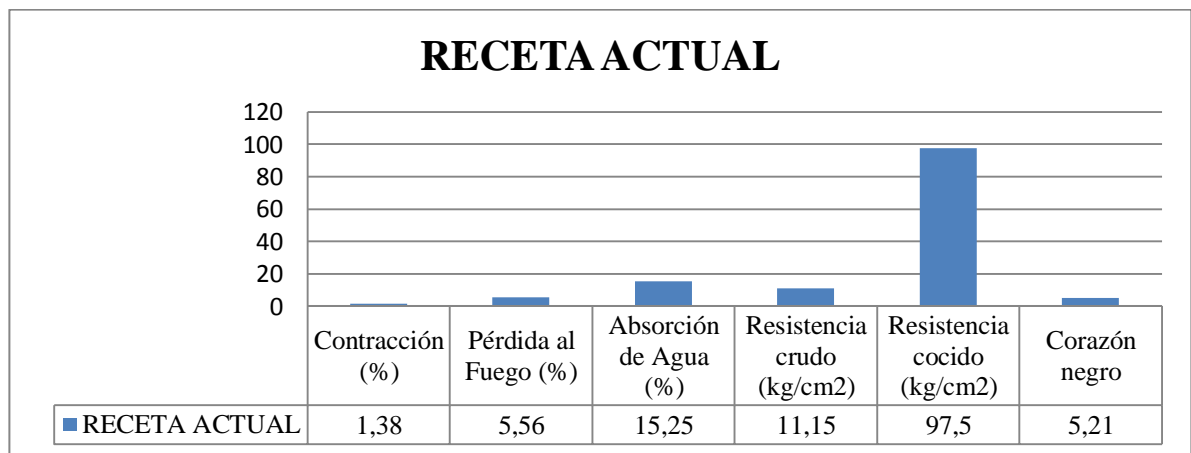 RECETA ACTUAL
120
100
80
60
40
20
0
Contracción (%)
Pérdida al Fuego (%)
Absorción de Agua (%)
Resistencia crudo (kg/cm2)
Resistencia cocido (kg/cm2)
Corazón negro
RECETA ACTUAL 1,38 5,56 15,25 11,15 97,5 5,21